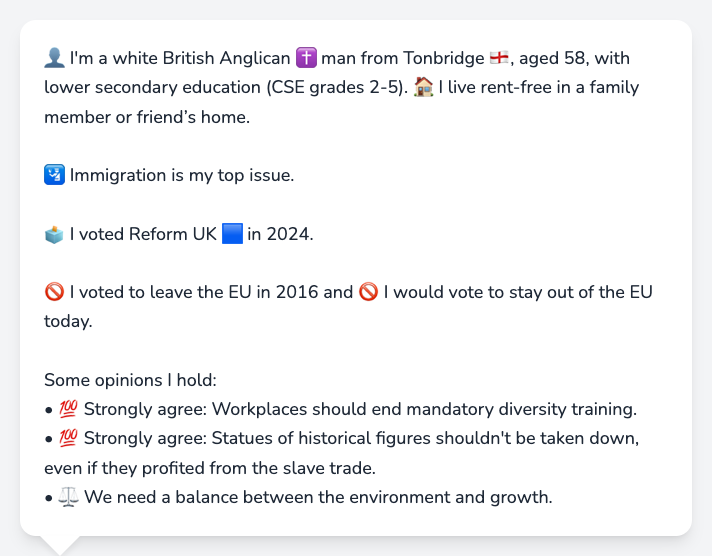 👤 I'm a white British Anglican ✝️ man from Tonbridge 🏴󠁧󠁢󠁥󠁮󠁧󠁿, aged 58, with
lower secondary education (CSE grades 2-5). 🏠 I live rent-free in a family
member or friend’s home.
🛂 Immigration is my top issue.
🗳️ I voted Reform UK 🟦 in 2024.
🚫 I voted to leave the EU in 2016 and 🚫 I would vote to stay out of the EU
today.
Some opinions I hold:
• 💯 Strongly agree: Workplaces should end mandatory diversity training.
• 💯 Strongly agree: Statues of historical figures shouldn't be taken down,
even if they profited from the slave trade.
• ⚖️ We need a balance between the environment and growth.